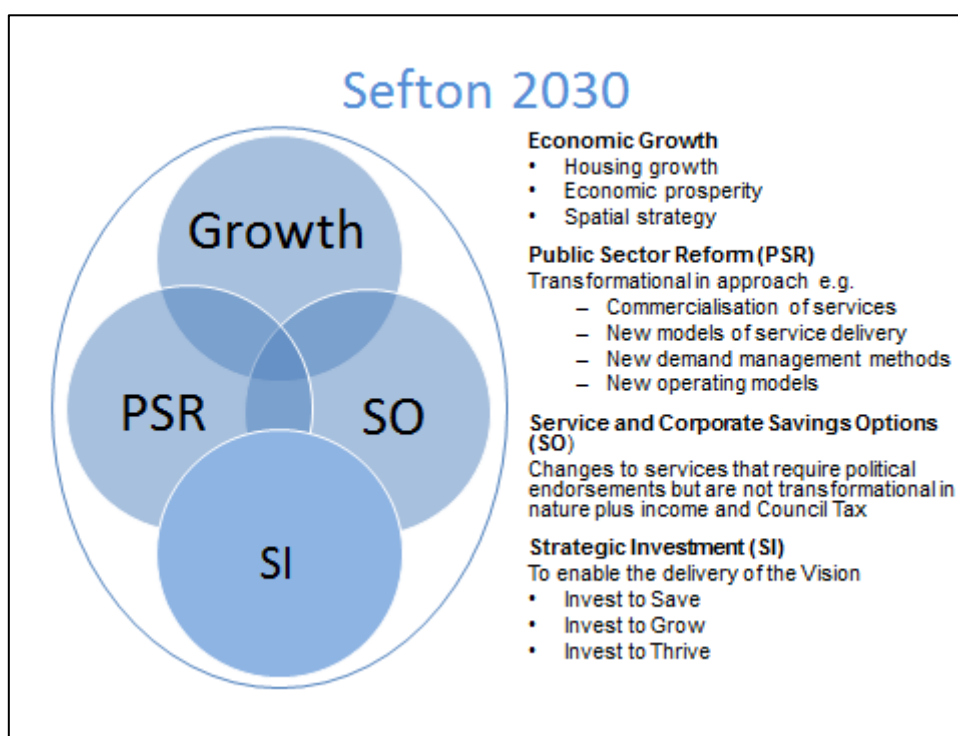 Sefton 2030
Growth
PSR
SO
SI
Economic Growth
• Housing growth
• Economic prosperity
• Spatial strategy
Public Sector Reform (PSR)
Transformational in approach e.g.
– Commercialisation of services
– New models of service delivery
– New demand management methods
– New operating models
Service and Corporate Savings Options
(SO)
Changes to services that require political
endorsements but are not transformational in
nature plus income and Council Tax
Strategic Investment (SI)
To enable the delivery of the Vision
• Invest to Save
• Invest to Grow
• Invest to Thrive